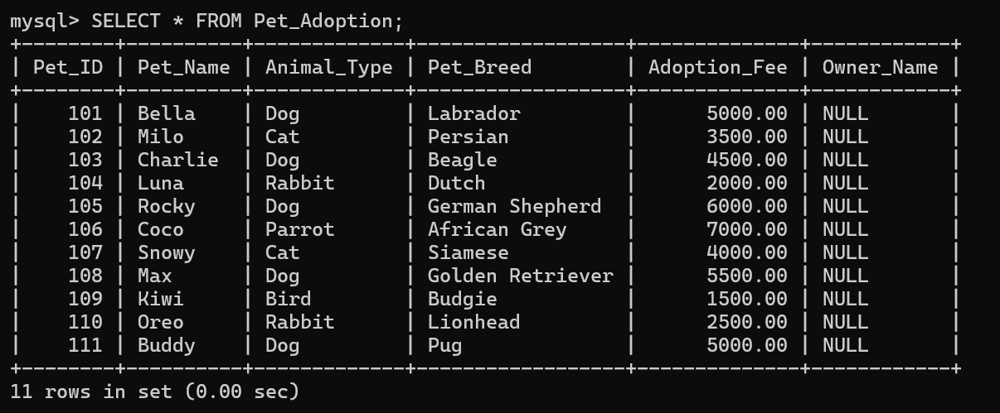 mysql> SELECT * FROM Pet_Adoption;
+--------+----------+-------------+------------------+--------------+------------+
| Pet_ID | Pet_Name | Animal_Type | Pet_Breed        | Adoption_Fee | Owner_Name |
+--------+----------+-------------+------------------+--------------+------------+
|    101 | Bella    | Dog         | Labrador         |      5000.00 | NULL       |
|    102 | Milo     | Cat         | Persian          |      3500.00 | NULL       |
|    103 | Charlie  | Dog         | Beagle           |      4500.00 | NULL       |
|    104 | Luna     | Rabbit      | Dutch            |      2000.00 | NULL       |
|    105 | Rocky    | Dog         | German Shepherd  |      6000.00 | NULL       |
|    106 | Coco     | Parrot      | African Grey     |      7000.00 | NULL       |
|    107 | Snowy    | Cat         | Siamese          |      4000.00 | NULL       |
|    108 | Max      | Dog         | Golden Retriever |      5500.00 | NULL       |
|    109 | Kiwi     | Bird        | Budgie           |      1500.00 | NULL       |
|    110 | Oreo     | Rabbit      | Lionhead         |      2500.00 | NULL       |
|    111 | Buddy    | Dog         | Pug              |      5000.00 | NULL       |
+--------+----------+-------------+------------------+--------------+------------+
11 rows in set (0.00 sec)